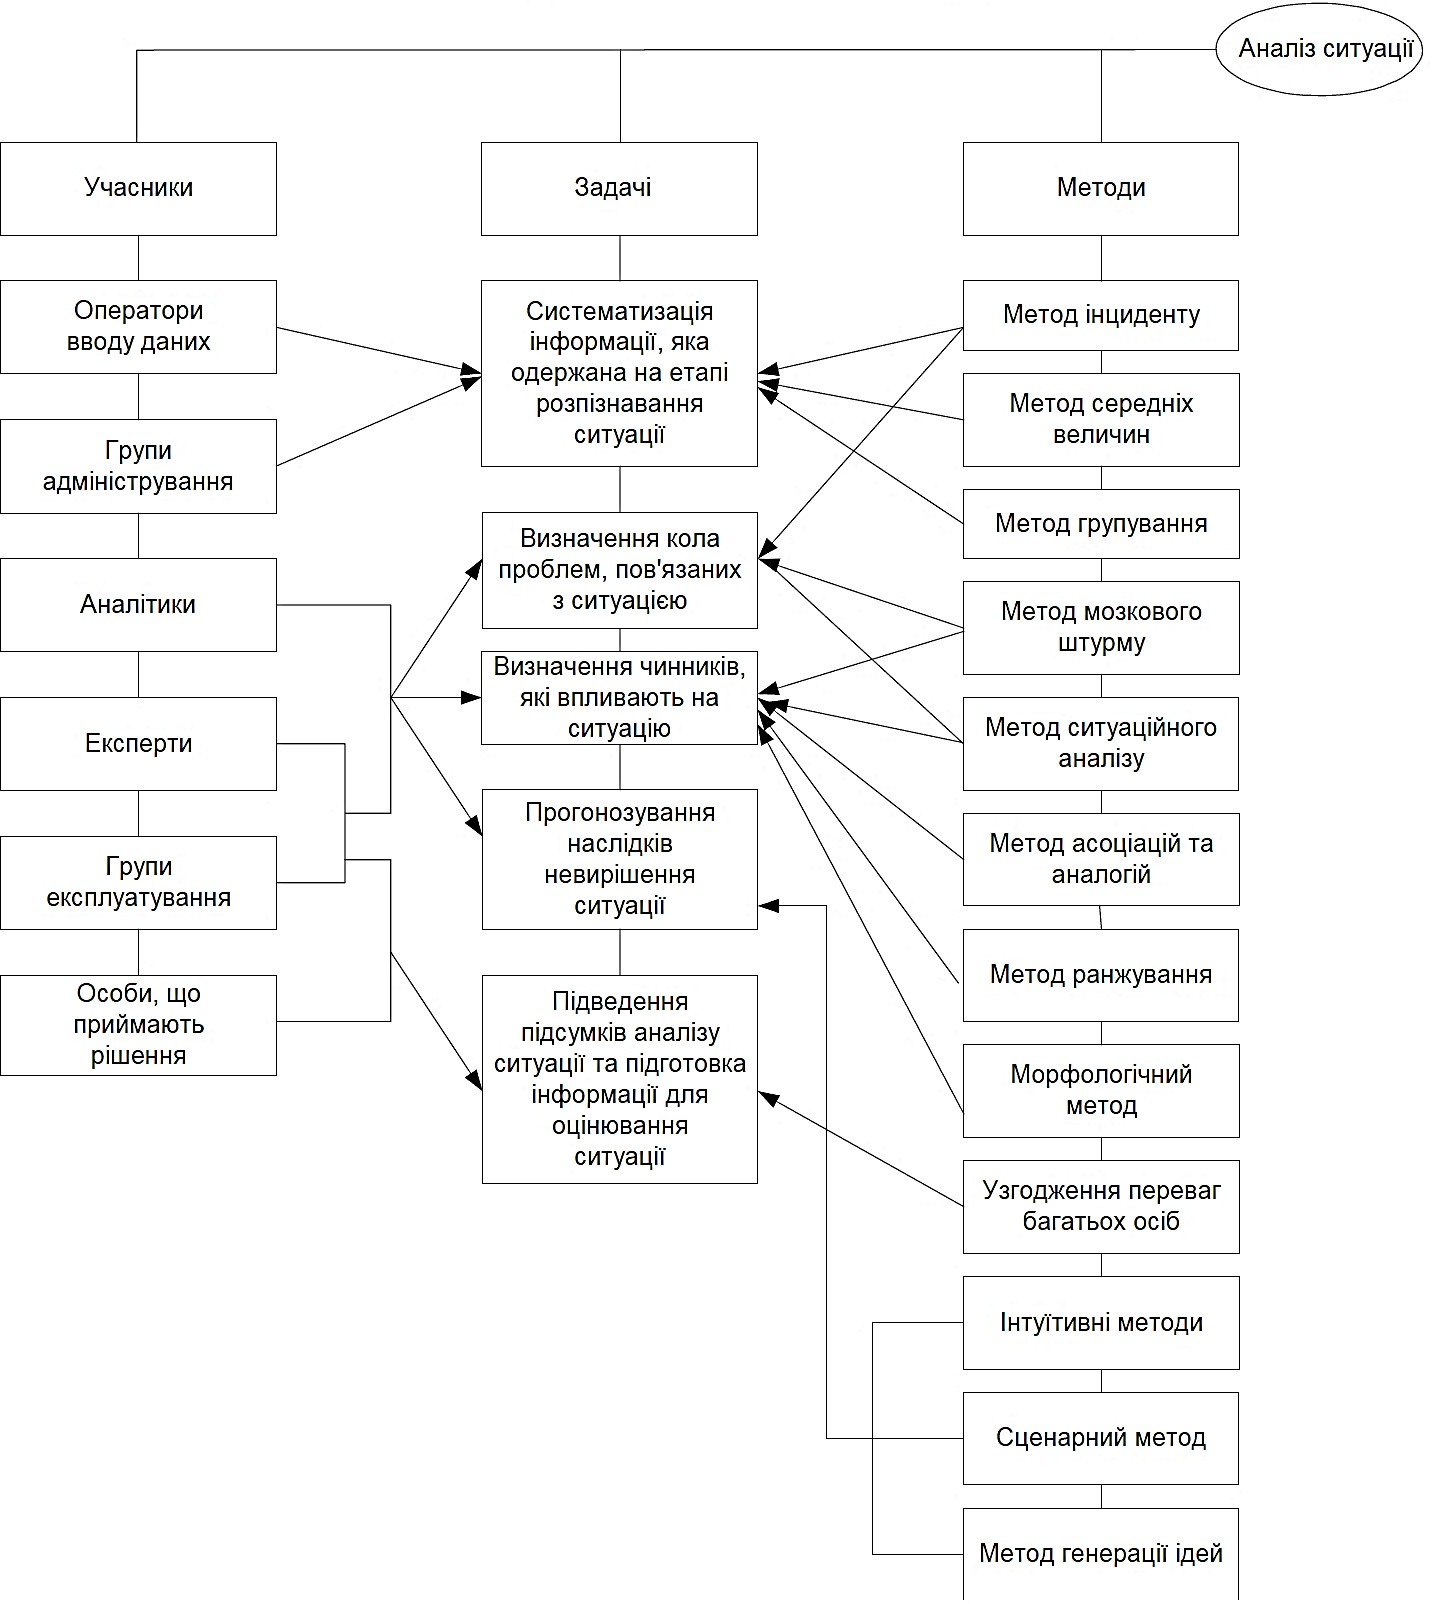 Аналіз ситуації
Учасники
Задачі
Методи
Оператори
вводу даних
Групи
адміністрування
Аналітики
Експерти
Групи
експлуатування
Особи, що
приймають
рішення
Систематизація
інформації, яка
одержана на етапі
розпізнавання
ситуації
Визначення кола
проблем, пов'язаних
з ситуацією
Визначення чинників,
які впливають на
ситуацію
Прогонозування
наслідків
невирішення
ситуації
Підведення
підсумків аналізу
ситуації та підготовка
інформації для
оцінювання
ситуації
Метод інциденту
Метод середніх
величин
Метод групування
Метод мозкового
штурму
Метод ситуаційного
аналізу
Метод асоціацій та
аналогій
Метод ранжування
Морфологічний
метод
Узгодження переваг
багатьох осіб
Інтуїтивні методи
Сценарний метод
Метод генерації ідей